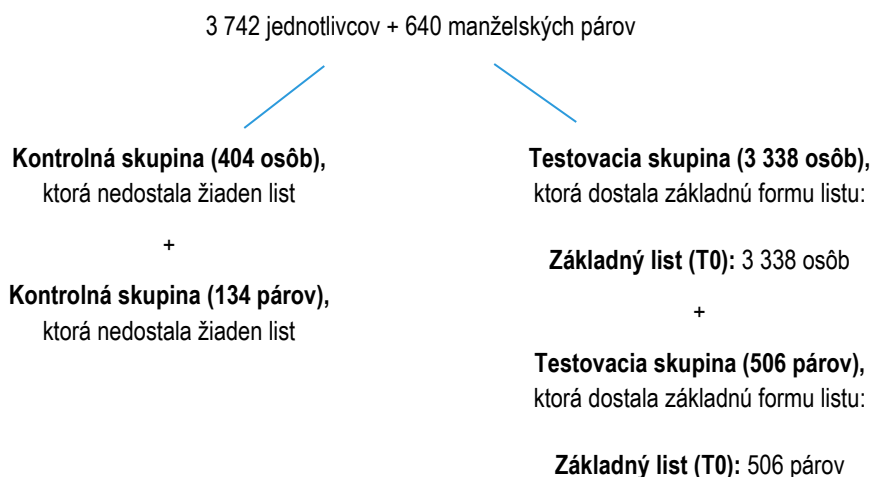 3 742 jednotlivcov + 640 manželských párov
Kontrolná skupina (404 osôb),
ktorá nedostala žiaden list
+
Kontrolná skupina (134 párov),
ktorá nedostala žiaden list
Testovacia skupina (3 338 osôb),
ktorá dostala základnú formu listu:
Základný list (T0): 3 338 osôb
+
Testovacia skupina (506 párov),
ktorá dostala základnú formu listu:
Základný list (T0): 506 párov